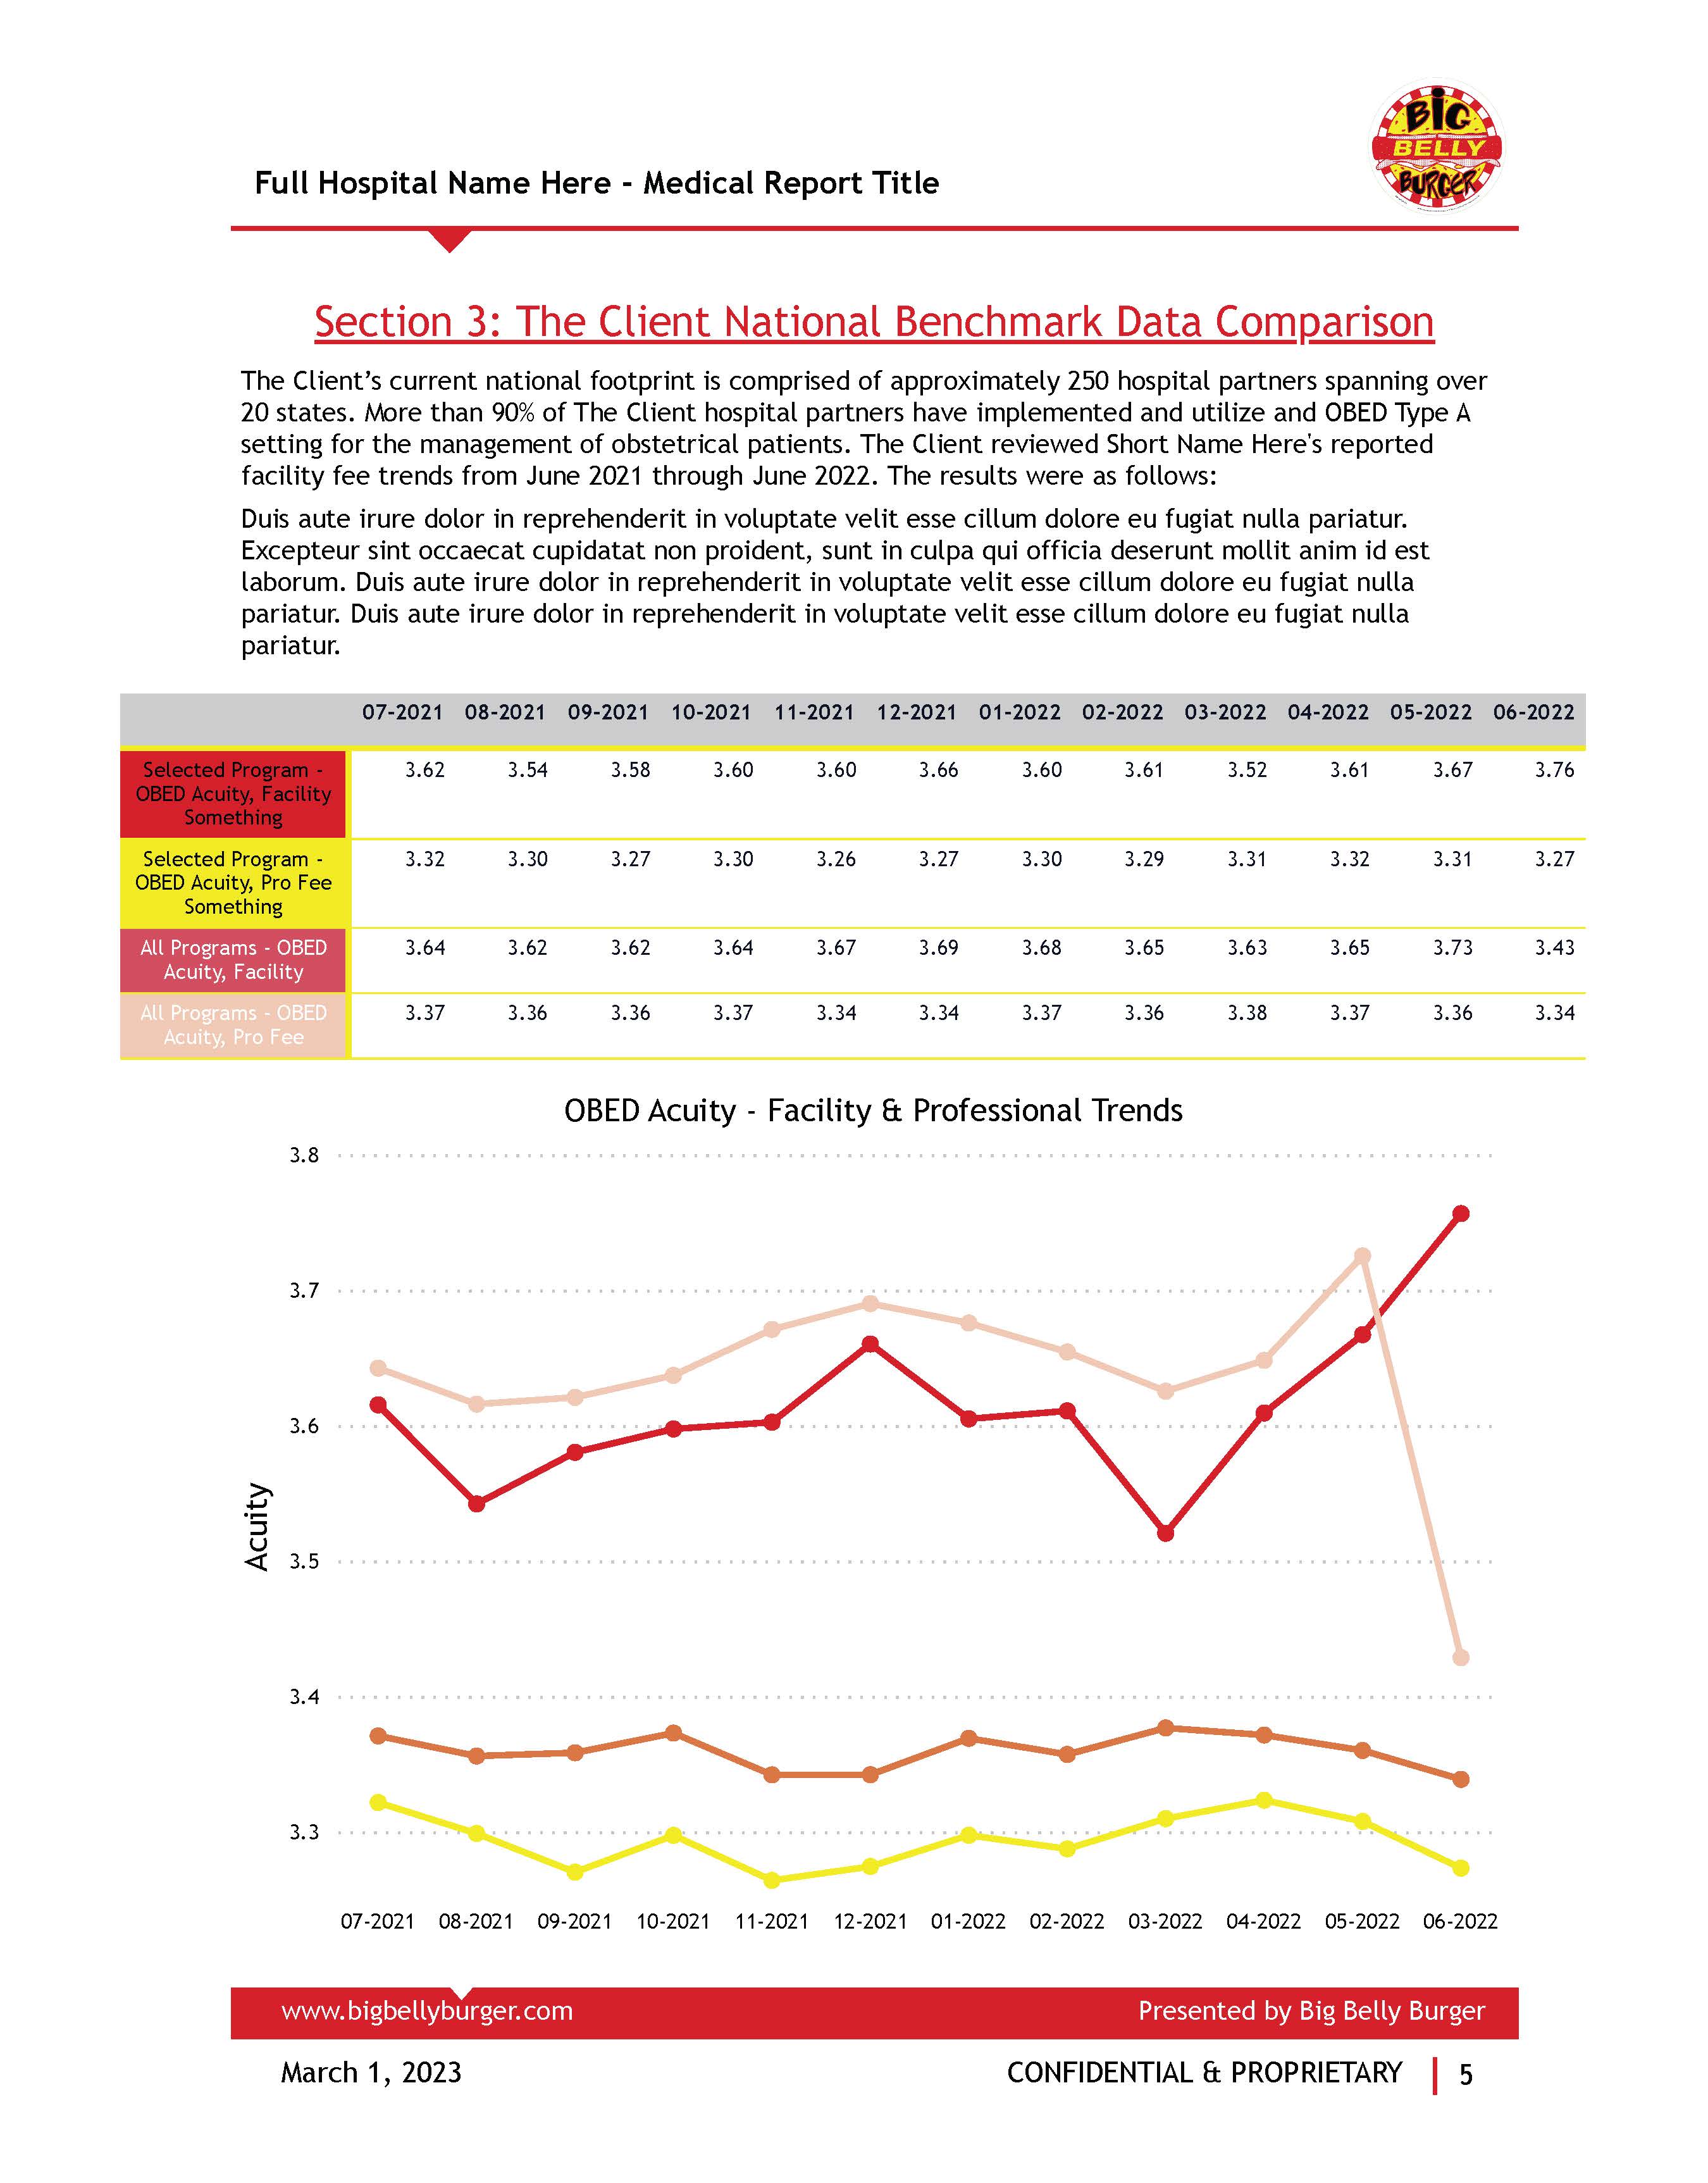 BiG
BELLY
BURGER
Full Hospital Name Here - Medical Report Title
Section 3: The Client National Benchmark Data Comparison
The Client’s current national footprint is comprised of approximately 250 hospital partners spanning over
20 states. More than 90% of The Client hospital partners have implemented and utilize and OBED Type A
setting for the management of obstetrical patients. The Client reviewed Short Name Here's reported
facility fee trends from June 2021 through June 2022. The results were as follows:
Duis aute irure dolor in reprehenderit in voluptate velit esse cillum dolore eu fugiat nulla pariatur.
Excepteur sint occaecat cupidatat non proident, sunt in culpa qui officia deserunt mollit anim id est
laborum. Duis aute irure dolor in reprehenderit in voluptate velit esse cillum dolore eu fugiat nulla
pariatur. Duis aute irure dolor in reprehenderit in voluptate velit esse cillum dolore eu fugiat nulla
pariatur.
07-2021 08-2021 09-2021 10-2021 11-2021 12-2021 01-2022 02-2022 03-2022 04-2022 05-2022 06-2022
Selected Program - 3.62 3.54 3.58 3.60 3.60 3.66 3.60 3.61 3.52 3.61 3.67 3.76
OBED Acuity, Facility
Something
Selected Program - 3.32 3.30 3.27 3.30 3.26 3.27 3.30 3.29 3.31 3.32 3.31 3.27
OBED Acuity, Pro Fee
Something
All Programs - OBED 3.64 3.62 3.62 3.64 3.67 3.69 3.68 3.65 3.63 3.65 3.73 3.43
Acuity, Facility
All Programs - OBED 3.37 3.36 3.36 3.37 3.34 3.34 3.37 3.36 3.38 3.37 3.36 3.34
Acuity, Pro Fee
OBED Acuity - Facility & Professional Trends
3.8
3.7
3.6
Acuity
3.5
3.4
3.3
07-2021 08-2021 09-2021 10-2021 11-2021 12-2021 01-2022 02-2022 03-2022 04-2022 05-2022 06-2022
www.bigbellyburger.com Presented by Big Belly Burger
March 1, 2023 CONFIDENTIAL & PROPRIETARY | 5